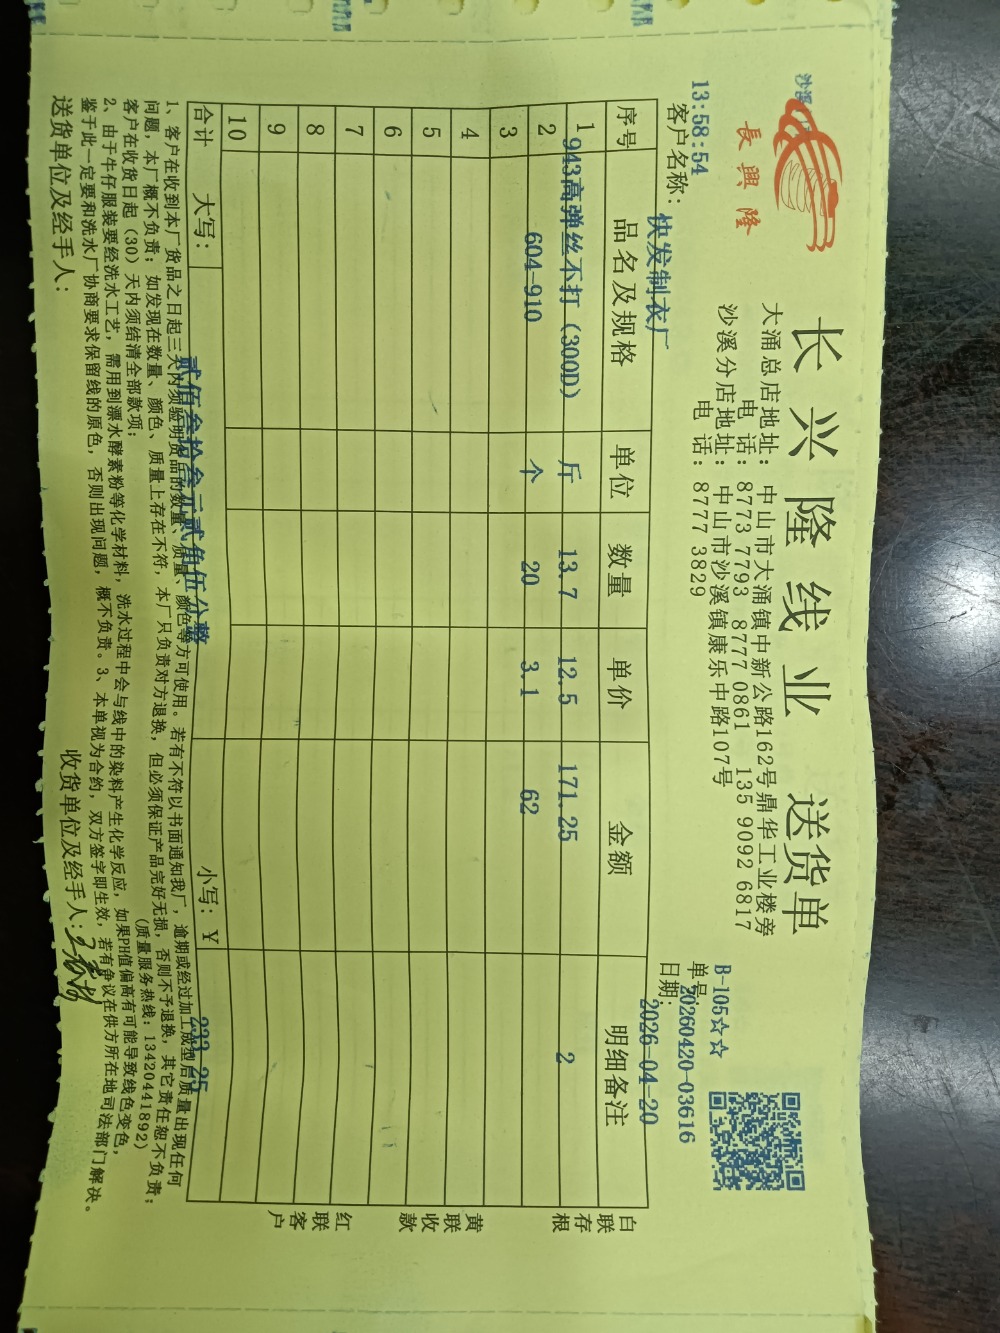 沙溪
長興隆
长兴隆线业 送货单
大涌总店地址：中山市大涌镇中新公路162号鼎华工业楼旁
电 话：8773 7793 8777 0861 135 9092 6817
沙溪分店地址：中山市沙溪镇康乐中路107号
电 话：8777 3829
B-105☆☆
单号：20260420-03616
日期：2026-04-20
13:58:54
客户名称：快发制衣厂
序号 品名及规格 单位 数量 单价 金额 明细备注
1 943高弹丝不打（300D） 斤 13.7 12.5 171.25 2
2 604-910 个 20 3.1 62
3
4
5
6
7
8
9
10
合计 大写：贰佰叁拾叁元贰角伍分整 小写：￥ 233.25
白联存根
黄联收款
红联客户
1、客户在收到本厂货品之日起三天内须验明货品的数量、质量、颜色等方可使用。若有不符以书面通知我厂，逾期或经过加工成型后质量出现任何
问题，本厂概不负责；如发现在数量、颜色、质量上存在不符，本厂只负责对方退换，但必须保证产品完好无损，否则不予退换，其它责任恕不负责；
客户在收货日起（30）天内须结清全部款项； （质量服务热线：13420441892）
2、由于牛仔服装要经洗水工艺，需用到漂水酵素粉等化学材料，洗水过程中会与线中的染料产生化学反应，如果PH值偏高有可能导致线色变色，
鉴于此一定要和洗水厂协商要求保留线的原色，否则出现问题，概不负责。3、本单视为合约，双方签字即生效，若有争议在供方所在地司法部门解决。
送货单位及经手人： 收货单位及经手人：